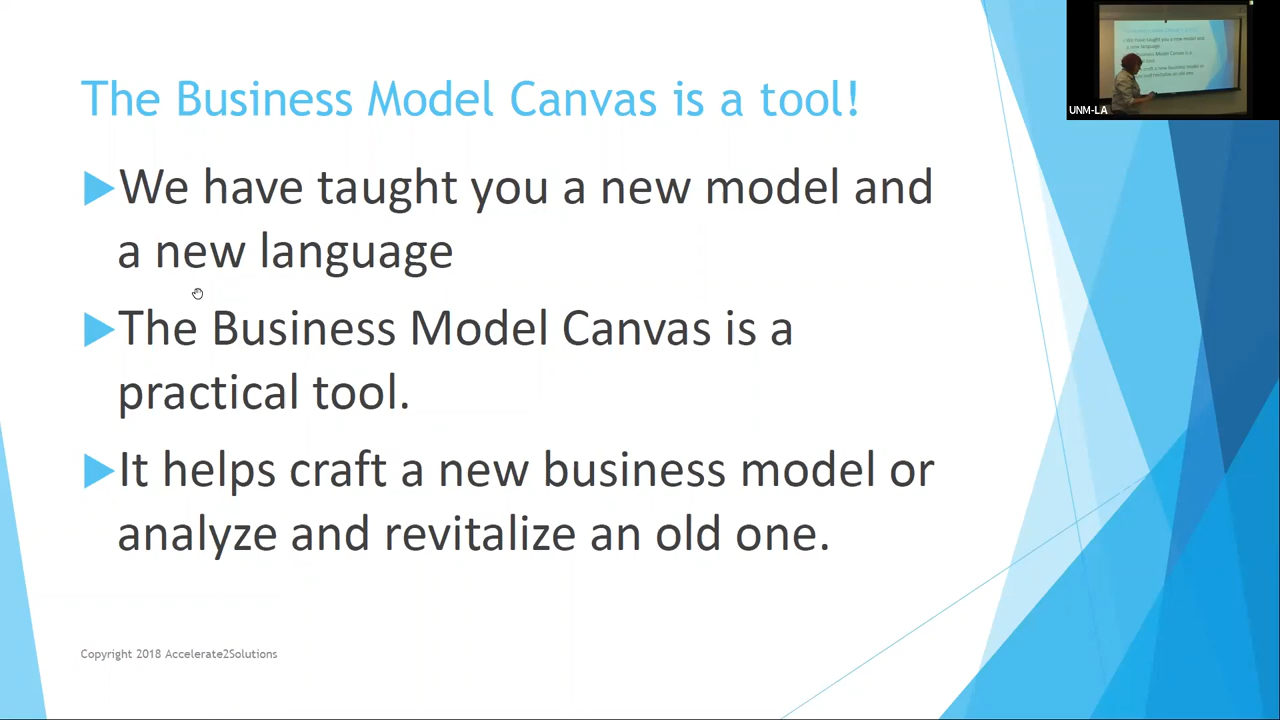 The Business Model Canvas is a tool!
We have taught you a new model and
a new language
The Business Model Canvas is a
practical tool.
It helps craft a new business model or
analyze and revitalize an old one.
Copyright 2018 Accelerate2Solutions
UNM-LA